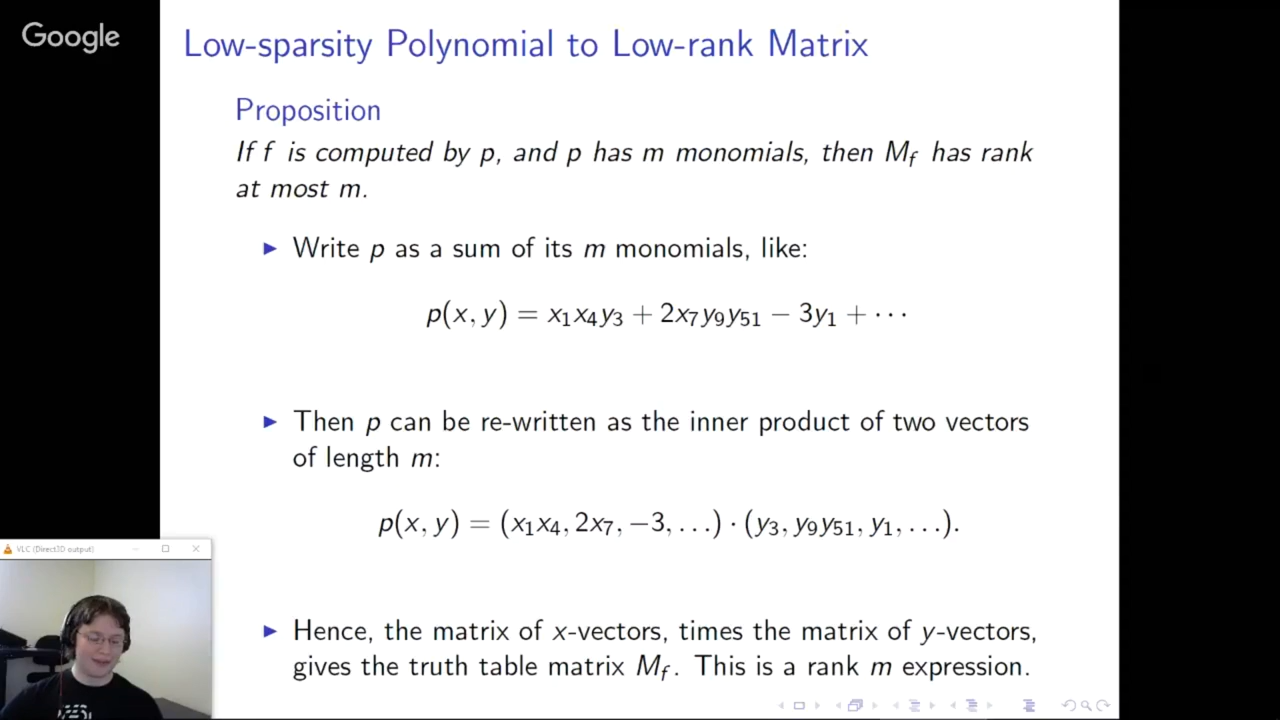 Google
Low-sparsity Polynomial to Low-rank Matrix
Proposition
If f is computed by p, and p has m monomials, then M_f has rank
at most m.
▶ Write p as a sum of its m monomials, like:
p(x, y) = x₁x₄y₃ + 2x₇y₉y₅₁ − 3y₁ + ⋯
▶ Then p can be re-written as the inner product of two vectors
of length m:
p(x, y) = (x₁x₄, 2x₇, −3, …) · (y₃, y₉y₅₁, y₁, …).
VLC (Direct3D output)
▶ Hence, the matrix of x-vectors, times the matrix of y-vectors,
gives the truth table matrix M_f. This is a rank m expression.